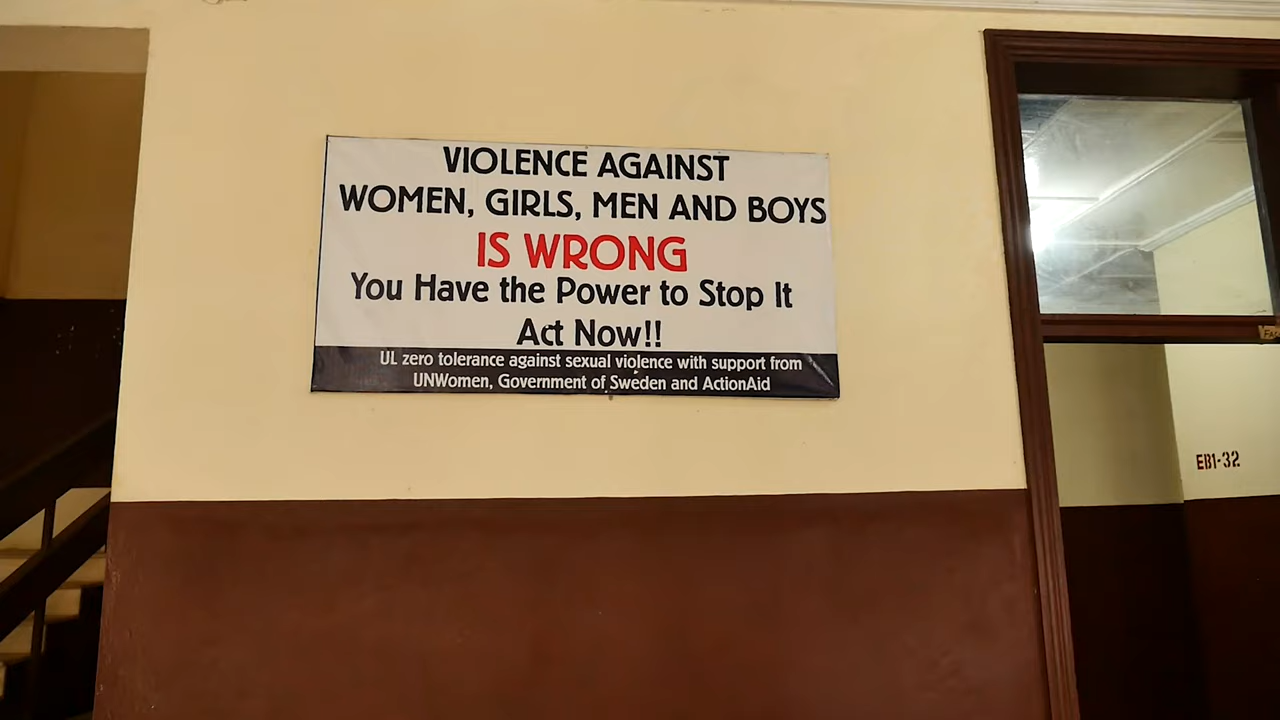 VIOLENCE AGAINST
WOMEN, GIRLS, MEN AND BOYS
IS WRONG
You Have the Power to Stop It
Act Now!!
UL zero tolerance against sexual violence with support from
UNWomen, Government of Sweden and ActionAid
EB1-32